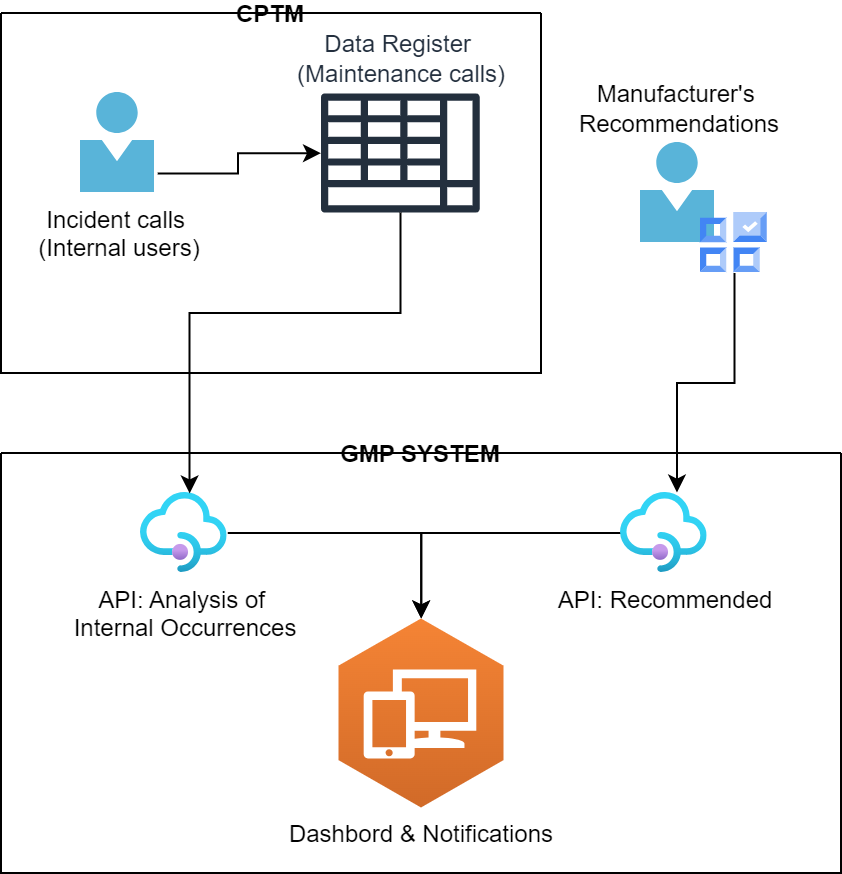 CPTM
Data Register
(Maintenance calls)
Manufacturer's
Recommendations
Incident calls
(Internal users)
GMP SYSTEM
API: Analysis of
Internal Occurrences
API: Recommended
Dashbord & Notifications